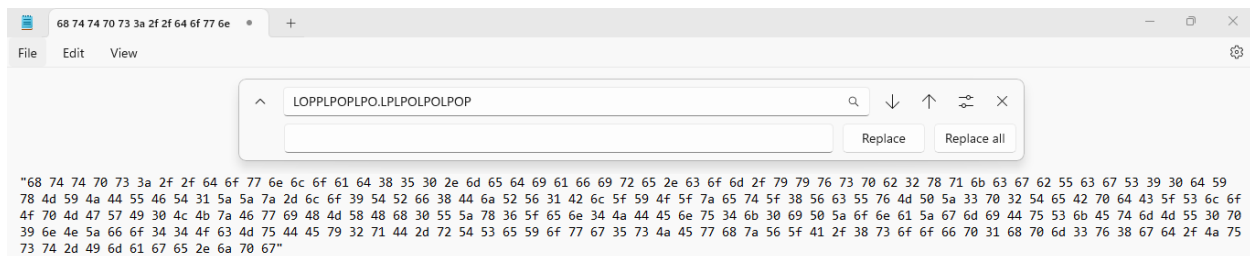 68 74 74 70 73 3a 2f 2f 64 6f 77 6e
File Edit View
LOPPLPOPLPO.LPLPOLPOLPOP
Replace Replace all
"68 74 74 70 73 3a 2f 2f 64 6f 77 6e 6c 6f 61 64 38 35 30 2e 6d 65 64 69 61 66 69 72 65 2e 63 6f 6d 2f 79 79 76 73 70 62 32 78 71 6b 63 67 62 55 63 67 53 39 30 64 59
78 4d 59 4a 44 55 46 54 31 5a 5a 7a 2d 6c 6f 39 54 52 66 38 44 6a 52 56 31 42 6c 5f 59 4f 5f 7a 65 74 5f 38 56 63 55 76 4d 50 5a 33 70 32 54 65 42 70 64 43 5f 53 6c 6f
4f 70 4d 47 57 49 30 4c 4b 7a 46 77 69 48 4d 58 48 68 30 55 5a 78 36 5f 65 6e 34 4a 44 45 6e 75 34 6b 30 69 50 5a 6f 6e 61 5a 67 6d 69 44 75 53 6b 45 74 6d 4d 55 30 70
39 6e 4e 5a 66 6f 34 34 4f 63 4d 75 44 45 79 32 71 44 2d 72 54 53 65 59 6f 77 67 35 73 4a 45 77 68 7a 56 5f 41 2f 38 73 6f 6f 66 70 31 68 70 6d 33 76 38 67 64 2f 4a 75
73 74 2d 49 6d 61 67 65 2e 6a 70 67"